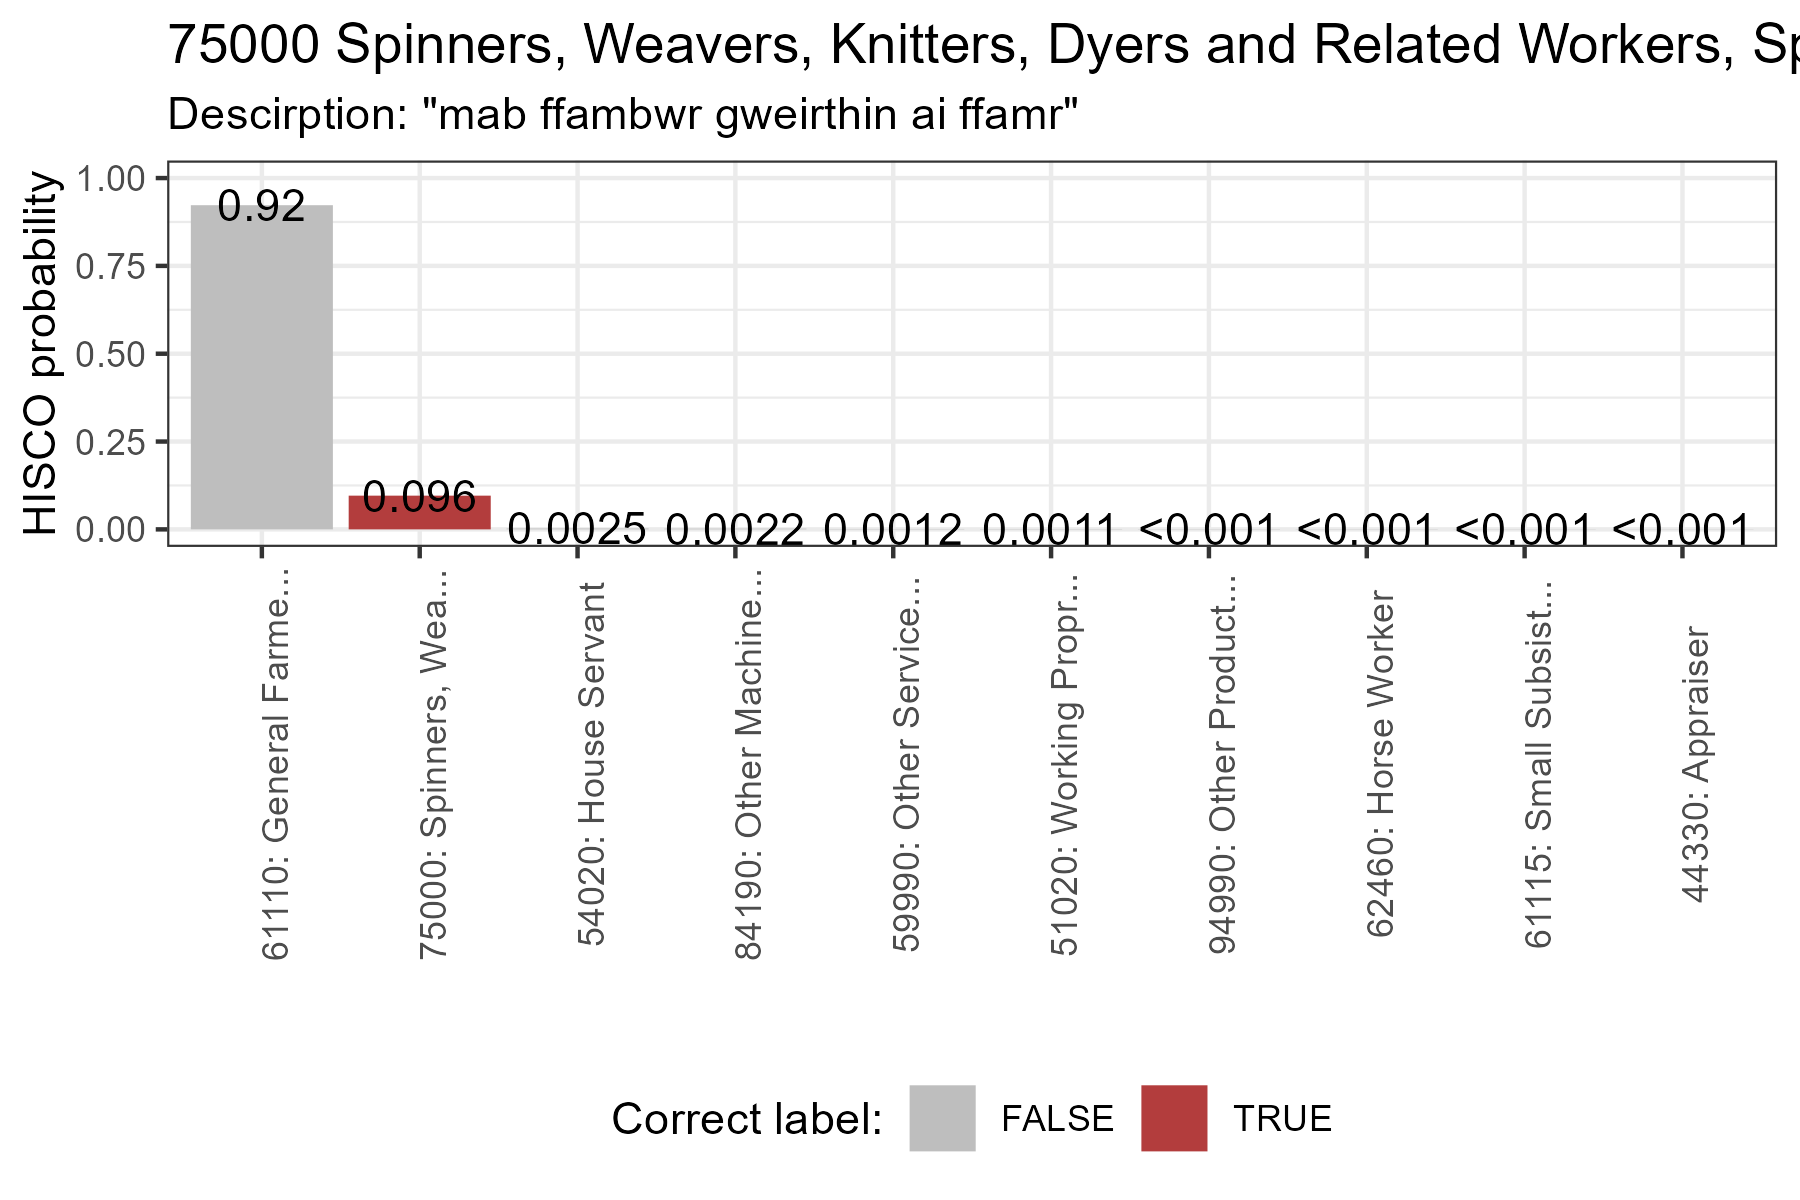 75000 Spinners, Weavers, Knitters, Dyers and Related Workers, Sp
Descirption: "mab ffambwr gweirthin ai ffamr"
HISCO probability
1.00
0.75
0.50
0.25
0.00
0.92
0.096
0.0025
0.0022
0.0012
0.0011
<0.001
<0.001
<0.001
<0.001
61110: General Farme...
75000: Spinners, Wea...
54020: House Servant
84190: Other Machine...
59990: Other Service...
51020: Working Propr...
94990: Other Product...
62460: Horse Worker
61115: Small Subsist...
44330: Appraiser
Correct label:
FALSE
TRUE